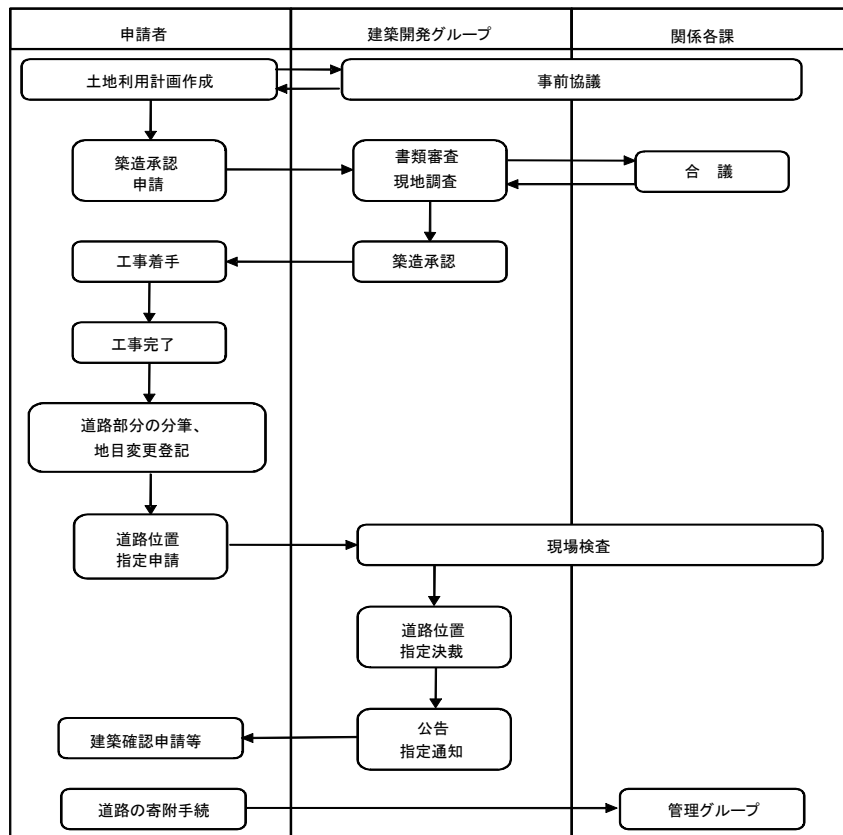 申請者
建築開発グループ
関係各課
土地利用計画作成
事前協議
築造承認
申請
書類審査
現地調査
合　議
工事着手
築造承認
工事完了
道路部分の分筆、
地目変更登記
道路位置
指定申請
現場検査
道路位置
指定決裁
建築確認申請等
公告
指定通知
道路の寄附手続
管理グループ